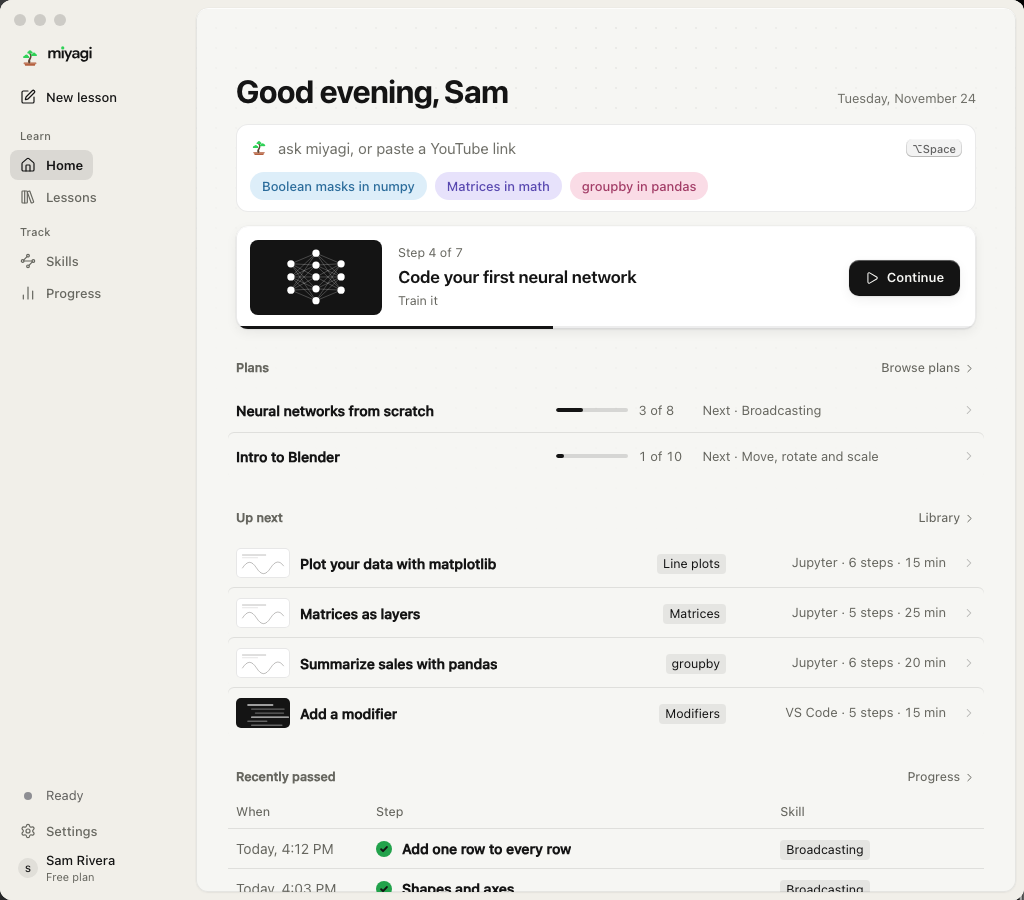 miyagi
New lesson
Learn
Home
Lessons
Track
Skills
Progress
Ready
Settings
S
Sam Rivera
Free plan
Good evening, Sam
Tuesday, November 24
ask miyagi, or paste a YouTube link
⌥Space
Boolean masks in numpy
Matrices in math
groupby in pandas
Step 4 of 7
Code your first neural network
Train it
Continue
Plans
Browse plans
Neural networks from scratch
3 of 8
Next · Broadcasting
Intro to Blender
1 of 10
Next · Move, rotate and scale
Up next
Library
Plot your data with matplotlib
Line plots
Jupyter · 6 steps · 15 min
Matrices as layers
Matrices
Jupyter · 5 steps · 25 min
Summarize sales with pandas
groupby
Jupyter · 6 steps · 20 min
Add a modifier
Modifiers
VS Code · 5 steps · 15 min
Recently passed
Progress
When
Step
Skill
Today, 4:12 PM
Add one row to every row
Broadcasting
Today, 4:03 PM
Shapes and axes
Broadcasting